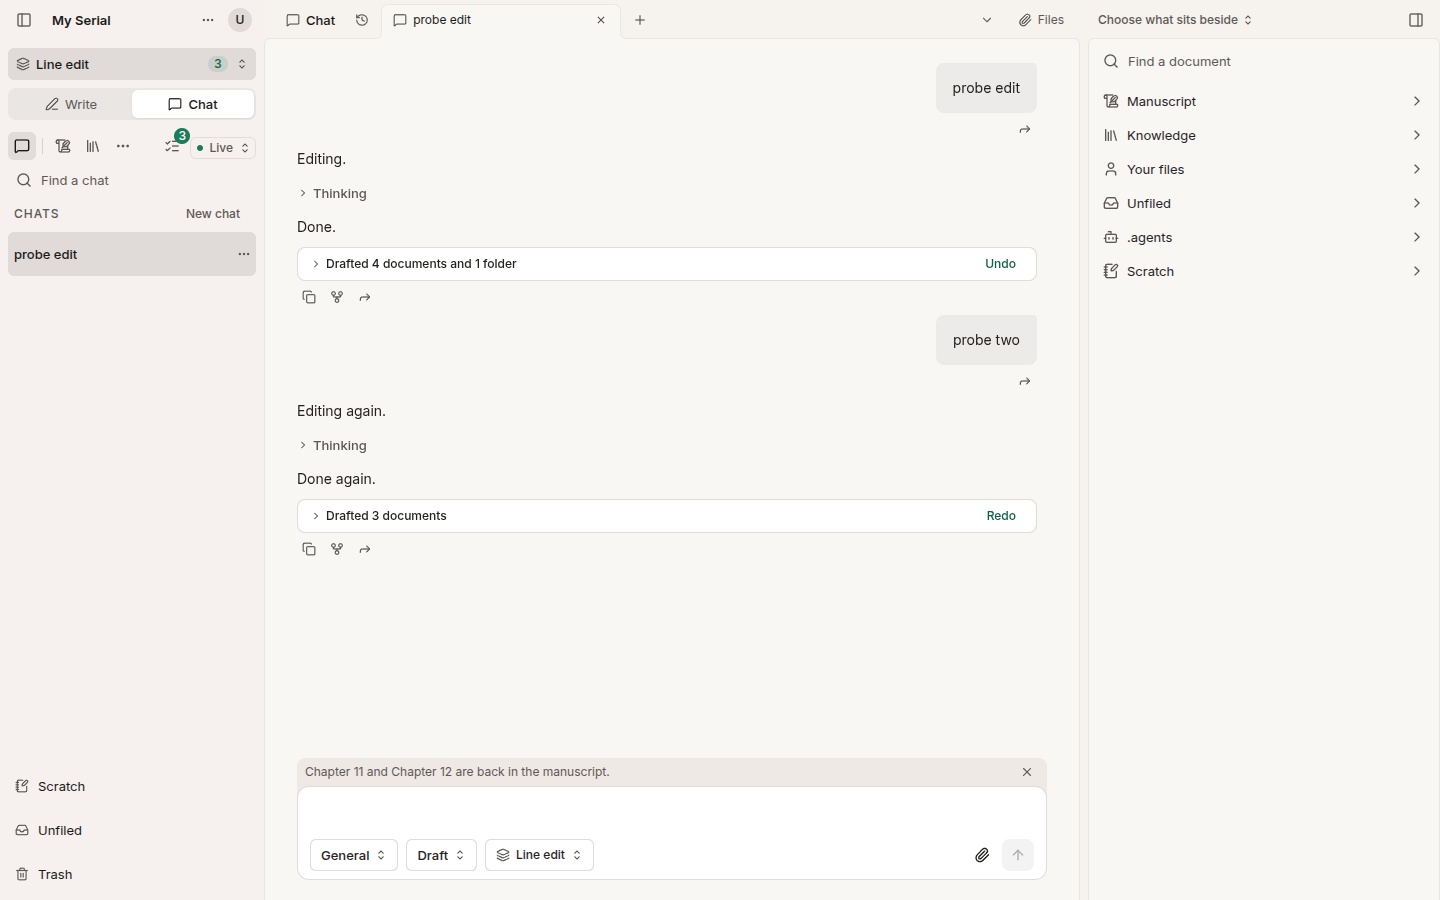 My Serial
U
Line edit
3
Write
Chat
3
Live
Find a chat
CHATS
New chat
probe edit
Scratch
Unfiled
Trash
Chat
probe edit
Files
probe edit
Editing.
Thinking
Done.
Drafted 4 documents and 1 folder
Undo
probe two
Editing again.
Thinking
Done again.
Drafted 3 documents
Redo
Chapter 11 and Chapter 12 are back in the manuscript.
General
Draft
Line edit
Choose what sits beside
Find a document
Manuscript
Knowledge
Your files
Unfiled
.agents
Scratch